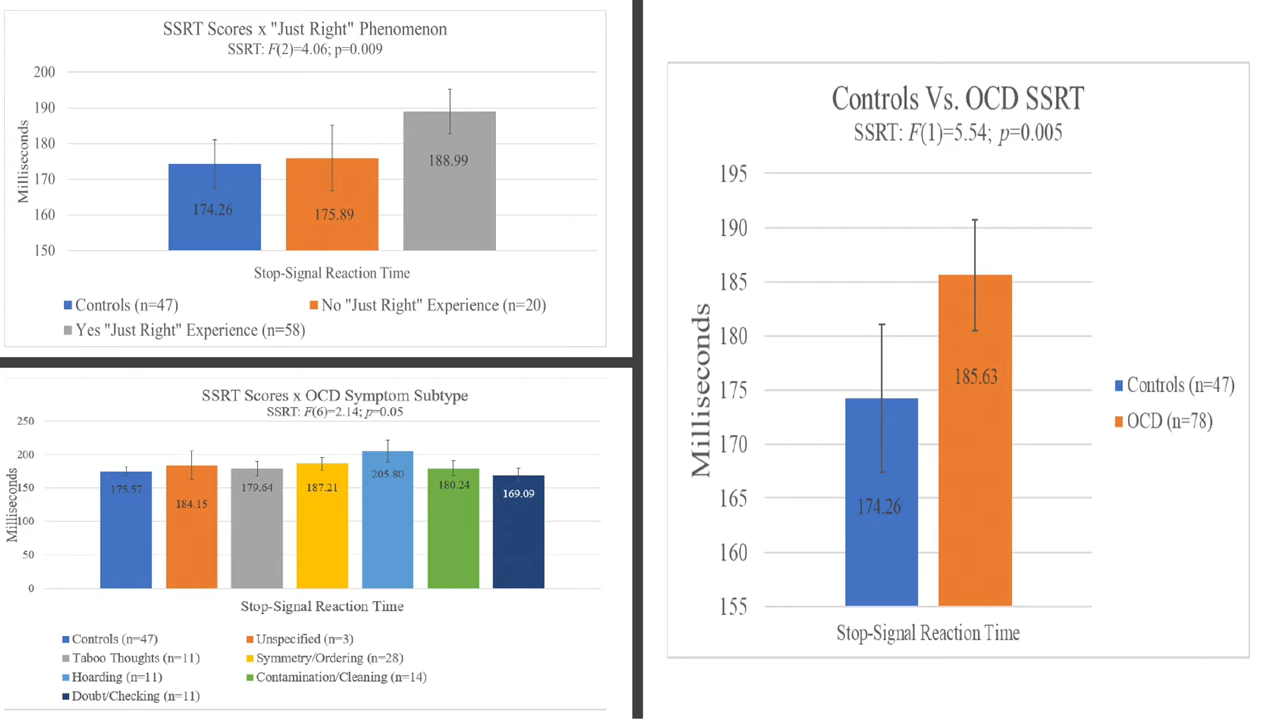 SSRT Scores x "Just Right" Phenomenon
SSRT: F(2)=4.06; p=0.009
200
190
180
170
160
150
Milliseconds
174.26
175.89
188.99
Stop-Signal Reaction Time
Controls (n=47)
No "Just Right" Experience (n=20)
Yes "Just Right" Experience (n=58)
SSRT Scores x OCD Symptom Subtype
SSRT: F(6)=2.14; p=0.05
250
200
150
100
50
0
Milliseconds
175.57
184.15
179.64
187.21
205.80
180.24
169.09
Stop-Signal Reaction Time
Controls (n=47)
Unspecified (n=3)
Taboo Thoughts (n=11)
Symmetry/Ordering (n=28)
Hoarding (n=11)
Contamination/Cleaning (n=14)
Doubt/Checking (n=11)
Controls Vs. OCD SSRT
SSRT: F(1)=5.54; p=0.005
195
190
185
180
175
170
165
160
155
Milliseconds
174.26
185.63
Stop-Signal Reaction Time
Controls (n=47)
OCD (n=78)